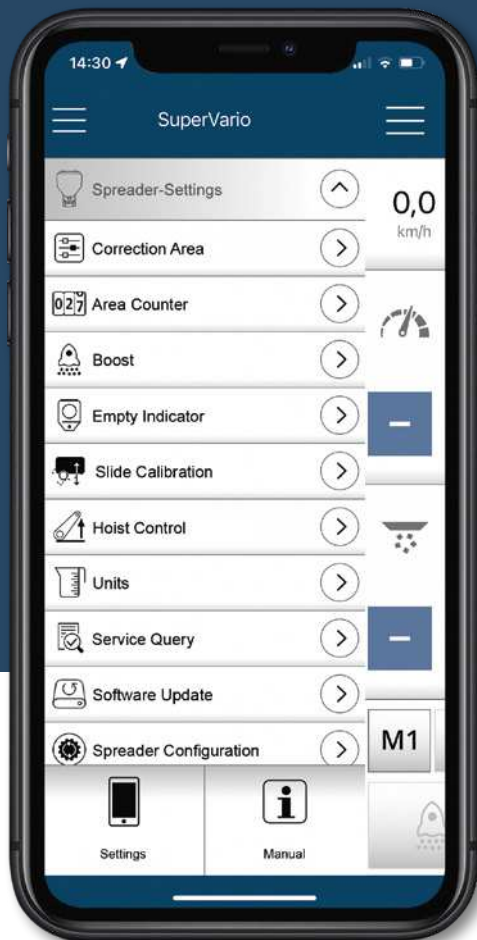 14:30
SuperVario
Spreader-Settings
0,0
km/h
Correction Area
027 Area Counter
Boost
Empty Indicator
Slide Calibration
Hoist Control
Units
Service Query
Software Update
Spreader Configuration
M1
Settings
Manual